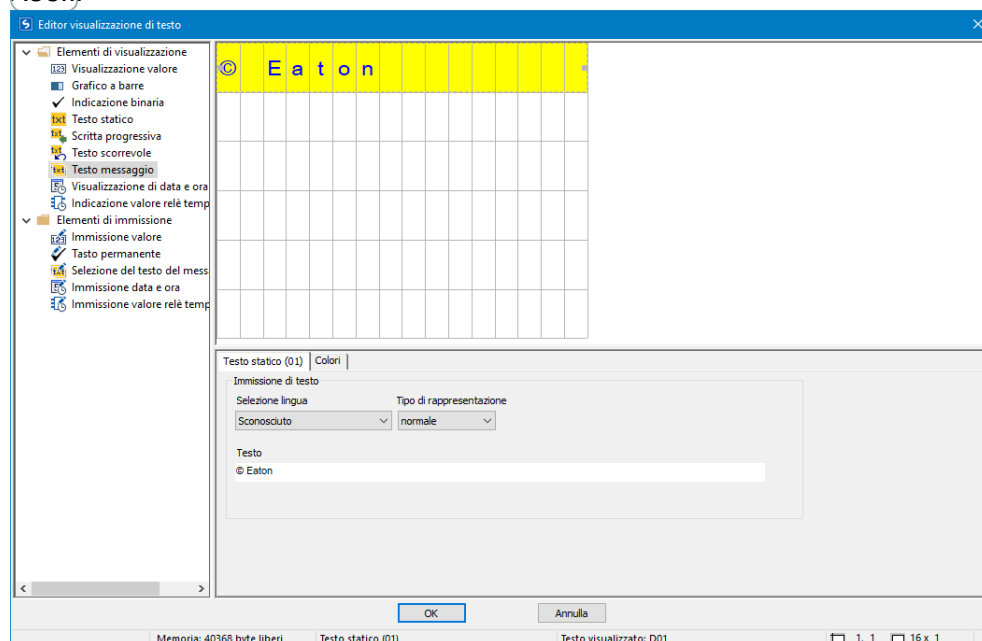 Editor visualizzazione di testo
Elementi di visualizzazione
Visualizzazione valore
Grafico a barre
Indicazione binaria
Testo statico
Scritta progressiva
Testo scorrevole
Testo messaggio
Visualizzazione di data e ora
Indicazione valore relè temp
Elementi di immissione
Immissione valore
Tasto permanente
Selezione del testo del mess
Immissione data e ora
Immissione valore relè temp
© Eaton
Testo statico (01) Colori
Immissione di testo
Selezione lingua Tipo di rappresentazione
Sconosciuto normale
Testo
© Eaton
OK Annulla
Memoria: 40368 byte liberi Testo statico (01) Testo visualizzato: D01 1, 1 16 x 1